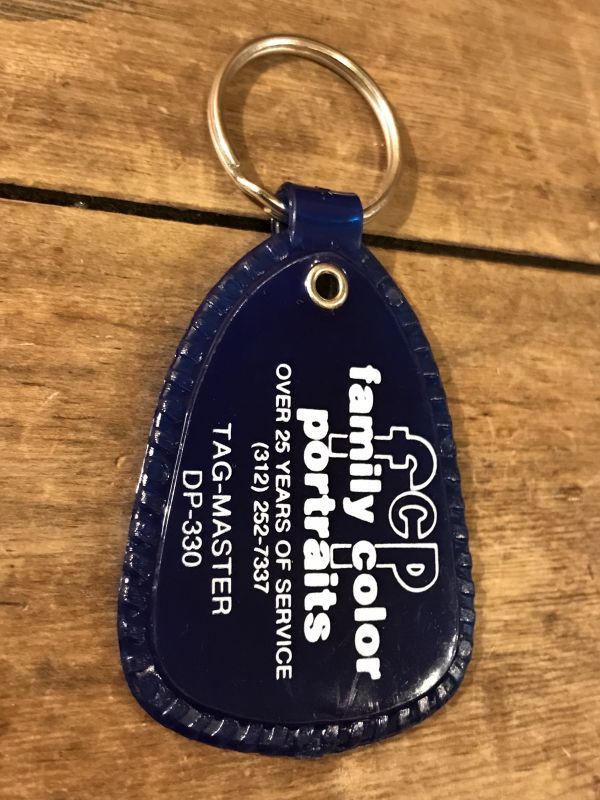 fcp
family color
portraits
OVER 25 YEARS OF SERVICE
(312) 252-7337
TAG-MASTER
DP-330